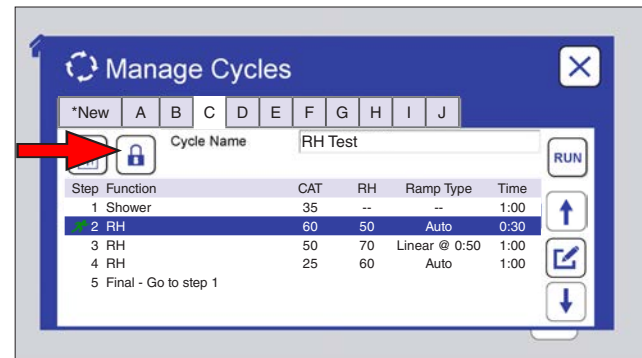 Manage Cycles
*New A B C D E F G H I J
Cycle Name RH Test
RUN
Step Function CAT RH Ramp Type Time
1 Shower 35 -- -- 1:00
2 RH 60 50 Auto 0:30
3 RH 50 70 Linear @ 0:50 1:00
4 RH 25 60 Auto 1:00
5 Final - Go to step 1